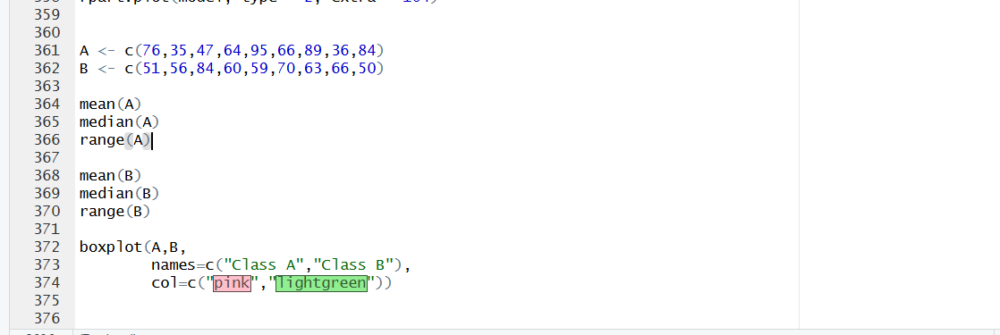 359
360
361 A <- c(76,35,47,64,95,66,89,36,84)
362 B <- c(51,56,84,60,59,70,63,66,50)
363
364 mean(A)
365 median(A)
366 range(A)
367
368 mean(B)
369 median(B)
370 range(B)
371
372 boxplot(A,B,
373 names=c("Class A","Class B"),
374 col=c("pink","lightgreen"))
375
376